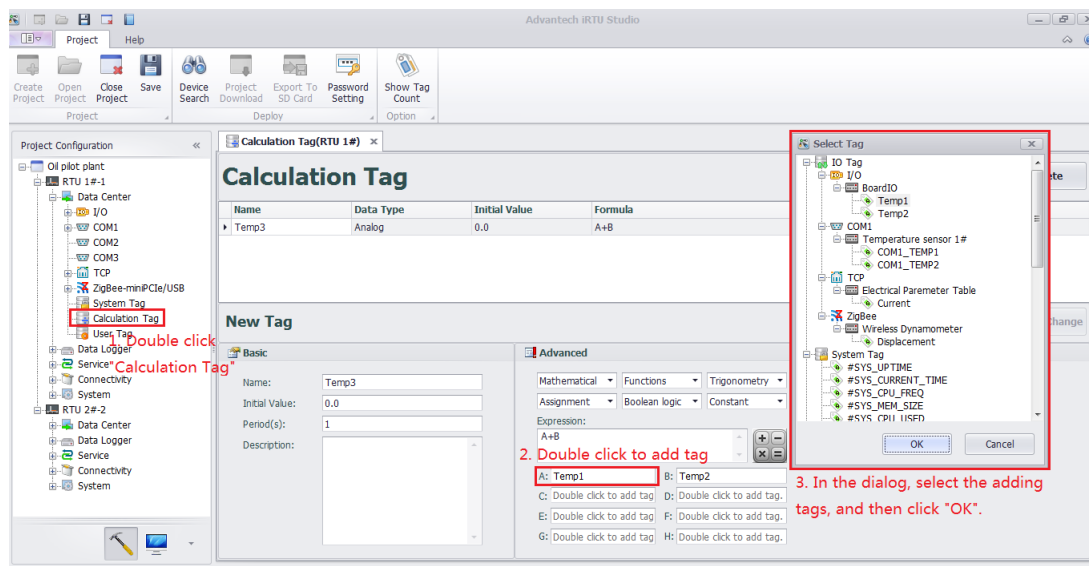 Advantech iRTU Studio
Project Help
Create Project
Open Project
Close Project
Save
Device Search
Project Download
Export To SD Card
Password Setting
Show Tag Count
Project
Deploy
Option
Project Configuration
Oil pilot plant
RTU 1#-1
Data Center
I/O
COM1
COM2
COM3
TCP
ZigBee-miniPCIe/USB
System Tag
Calculation Tag
User Tag
Data Logger
Service
Connectivity
System
RTU 2#-2
Data Center
Data Logger
Service
Connectivity
System
1. Double click
"Calculation Tag"
Calculation Tag(RTU 1#)
Calculation Tag
Name Data Type Initial Value Formula
Temp3 Analog 0.0 A+B
New Tag
Basic
Name: Temp3
Initial Value: 0.0
Period(s): 1
Description:
Advanced
Mathematical Functions Trigonometry
Assignment Boolean logic Constant
Expression:
A+B
2. Double click to add tag
A: Temp1 B: Temp2
C: Double click to add tag D: Double click to add tag.
E: Double click to add tag F: Double click to add tag.
G: Double click to add tag H: Double click to add tag.
ete
Change
Select Tag
IO Tag
I/O
BoardIO
Temp1
Temp2
COM1
Temperature sensor 1#
COM1_TEMP1
COM1_TEMP2
TCP
Electrical Paremeter Table
Current
ZigBee
Wireless Dynamometer
Displacement
System Tag
#SYS_UPTIME
#SYS_CURRENT_TIME
#SYS_CPU_FREQ
#SYS_MEM_SIZE
#SYS_CPU_USED
OK Cancel
3. In the dialog, select the adding
tags, and then click "OK".